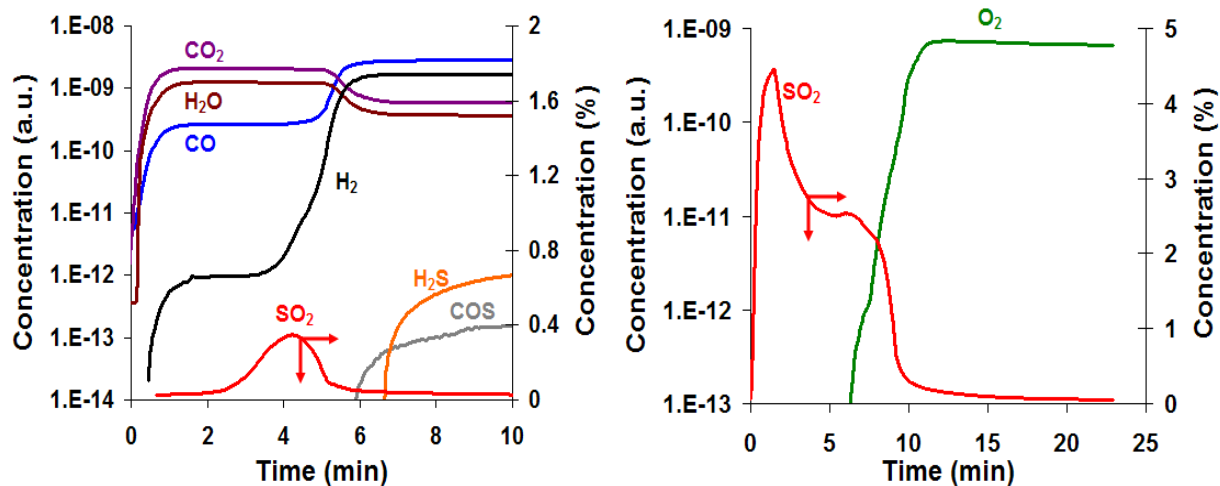 1.E-08
1.E-09
1.E-10
1.E-11
1.E-12
1.E-13
1.E-14
Concentration (a.u.)
CO2
H2O
CO
H2
SO2
H2S
COS
2
1.6
1.2
0.8
0.4
0
Concentration (%)
0 2 4 6 8 10
Time (min)
1.E-09
1.E-10
1.E-11
1.E-12
1.E-13
Concentration (a.u.)
O2
SO2
5
4
3
2
1
0
Concentration (%)
0 5 10 15 20 25
Time (min)